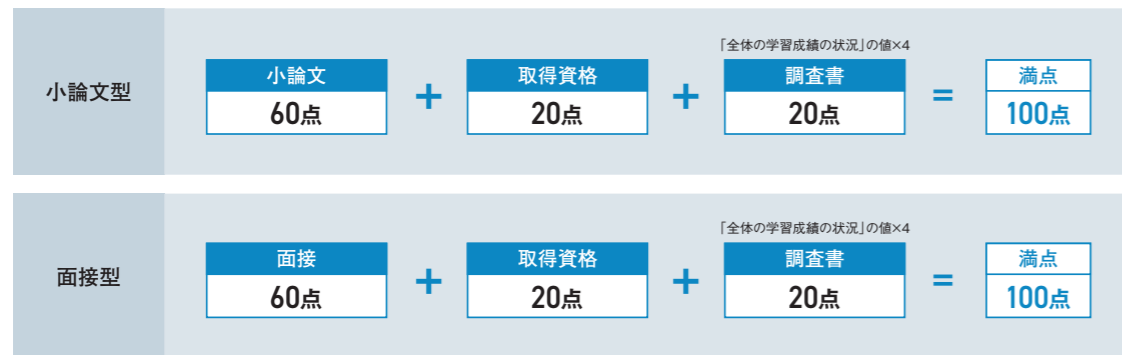 小論文型
「全体の学習成績の状況」の値×4
小論文 + 取得資格 + 調査書 = 満点
60点 20点 20点 100点
面接型
「全体の学習成績の状況」の値×4
面接 + 取得資格 + 調査書 = 満点
60点 20点 20点 100点